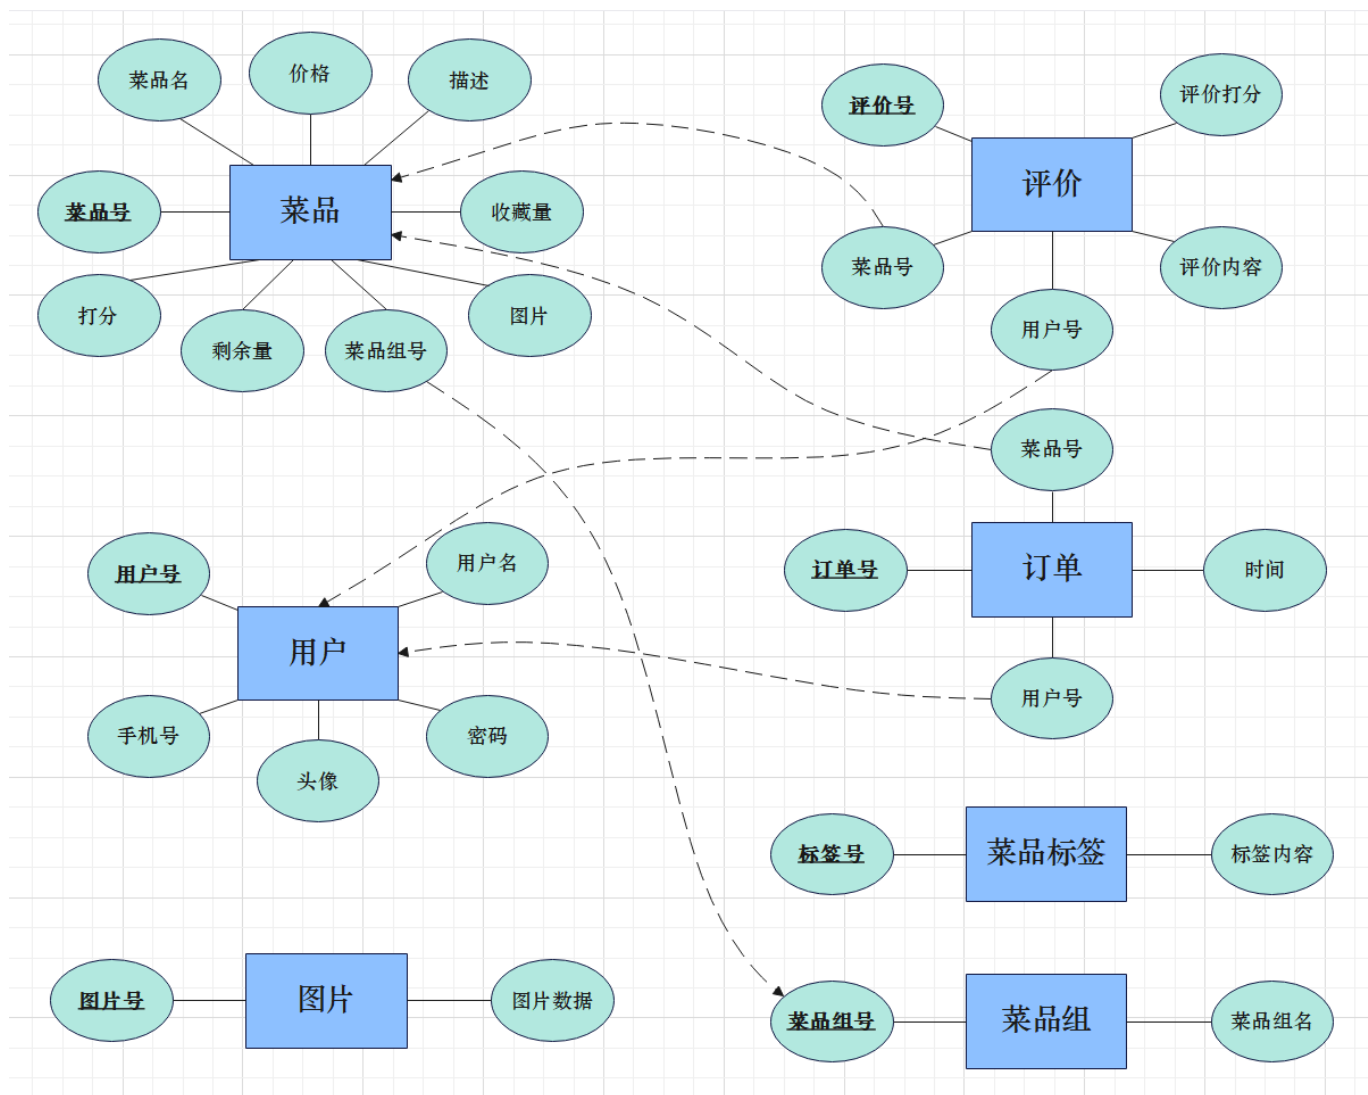 菜品名
价格
描述
菜品号
菜品
收藏量
打分
剩余量
菜品组号
图片
评价号
评价打分
评价
菜品号
评价内容
用户号
菜品号
订单号
订单
时间
用户号
用户号
用户名
用户
手机号
头像
密码
标签号
菜品标签
标签内容
图片号
图片
图片数据
菜品组号
菜品组
菜品组名